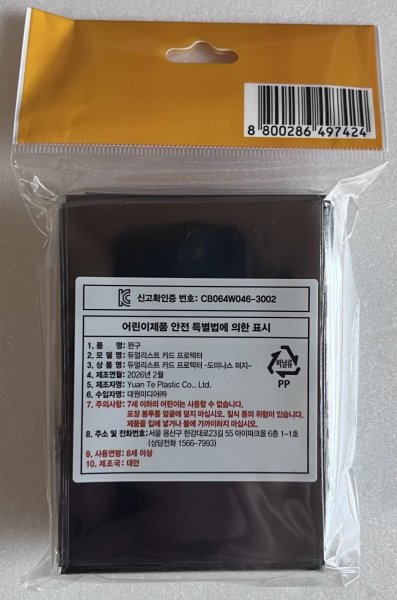 8 800286 497424
KC 신고확인증 번호: CB064W046-3002
어린이제품 안전 특별법에 의한 표시
1. 품 명: 완구
2. 모 델 명: 듀얼리스트 카드 프로텍터
3. 상 품 명: 듀얼리스트 카드 프로텍터 -도미나스 퍼지-
4. 제조연월: 2026년 2월
5. 제조자명: Yuan Te Plastic Co., Ltd.
6. 수입자명: 대원미디어㈜
7. 주의사항: 7세 이하의 어린이는 사용할 수 없습니다.
포장 봉투를 얼굴에 덮지 마십시오. 질식 등의 위험이 있습니다.
제품을 입에 넣거나 불에 가까이하지 마십시오.
8. 주소 및 전화번호: 서울 용산구 한강대로23길 55 아이파크몰 6층 1-1호
(상담전화 1566-7993)
9. 사용연령: 8세 이상
10. 제조국: 대만
비닐류
PP